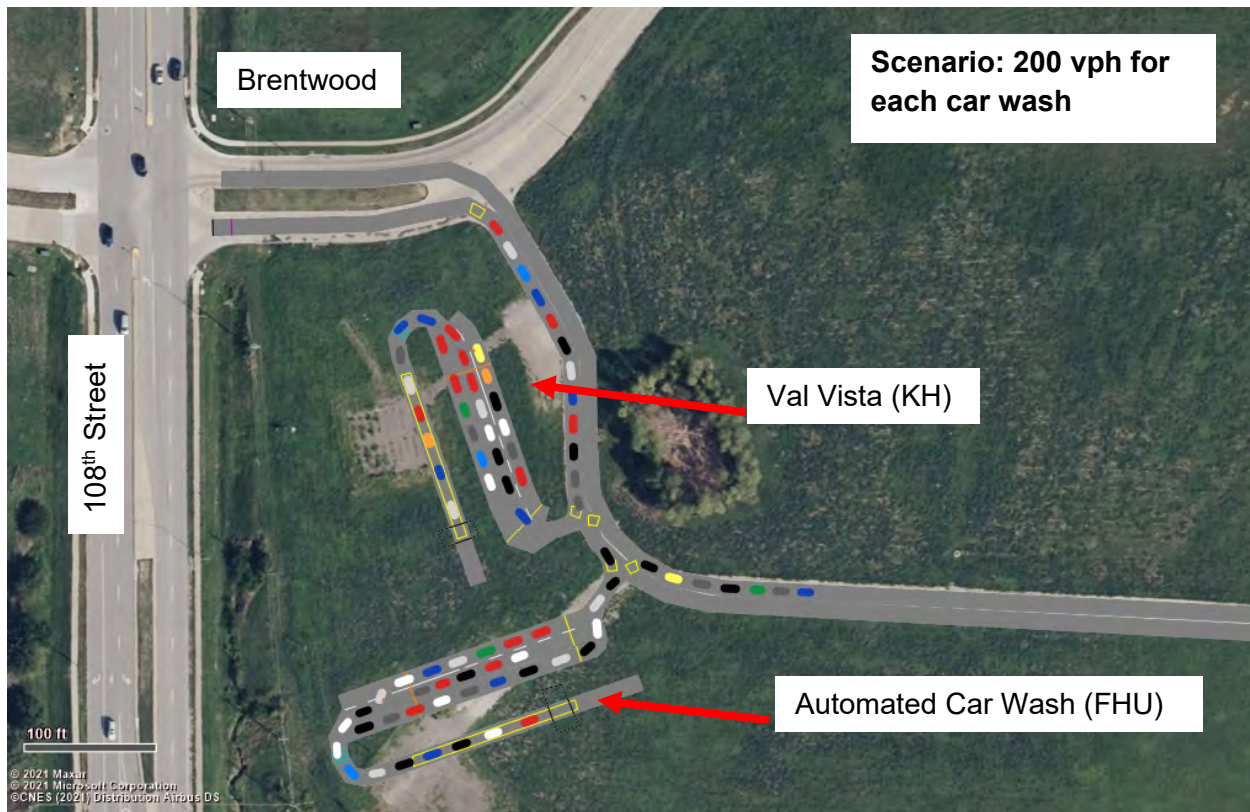 Brentwood
Scenario: 200 vph for
each car wash
108th Street
Val Vista (KH)
Automated Car Wash (FHU)
100 ft
© 2021 Maxar
© 2021 Microsoft Corporation
©CNES (2021) Distribution Airbus DS